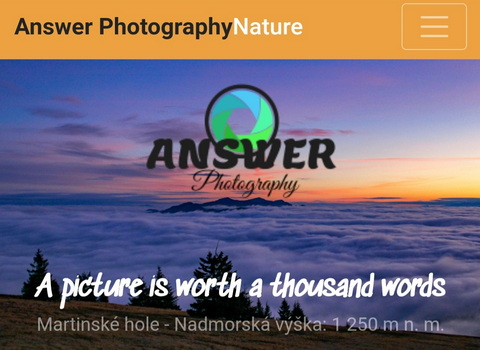 Answer PhotographyNature
ANSWER
Photography
A picture is worth a thousand words
Martinské hole - Nadmorská výška: 1 250 m n. m.